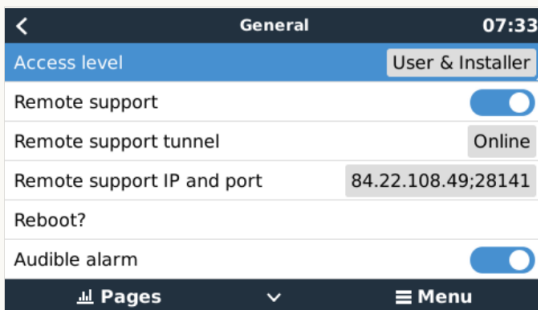 General 07:33
Access level User & Installer
Remote support
Remote support tunnel Online
Remote support IP and port 84.22.108.49;28141
Reboot?
Audible alarm
Pages Menu